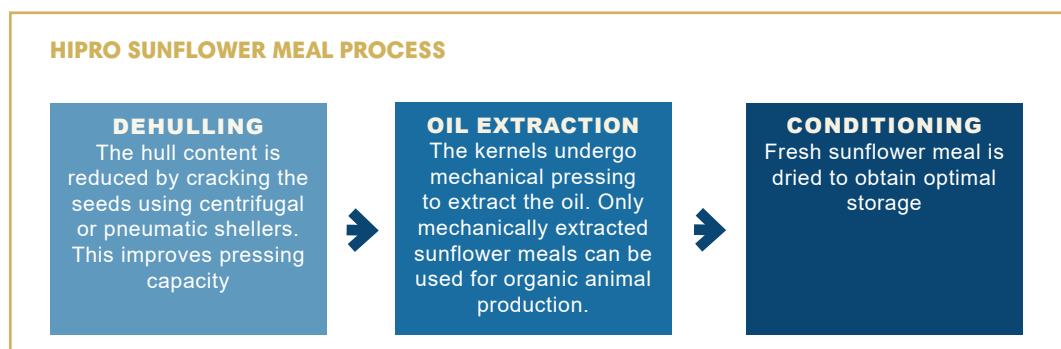 HIPRO SUNFLOWER MEAL PROCESS
DEHULLING
The hull content is
reduced by cracking the
seeds using centrifugal
or pneumatic shellers.
This improves pressing
capacity
OIL EXTRACTION
The kernels undergo
mechanical pressing
to extract the oil. Only
mechanically extracted
sunflower meals can be
used for organic animal
production.
CONDITIONING
Fresh sunflower meal is
dried to obtain optimal
storage